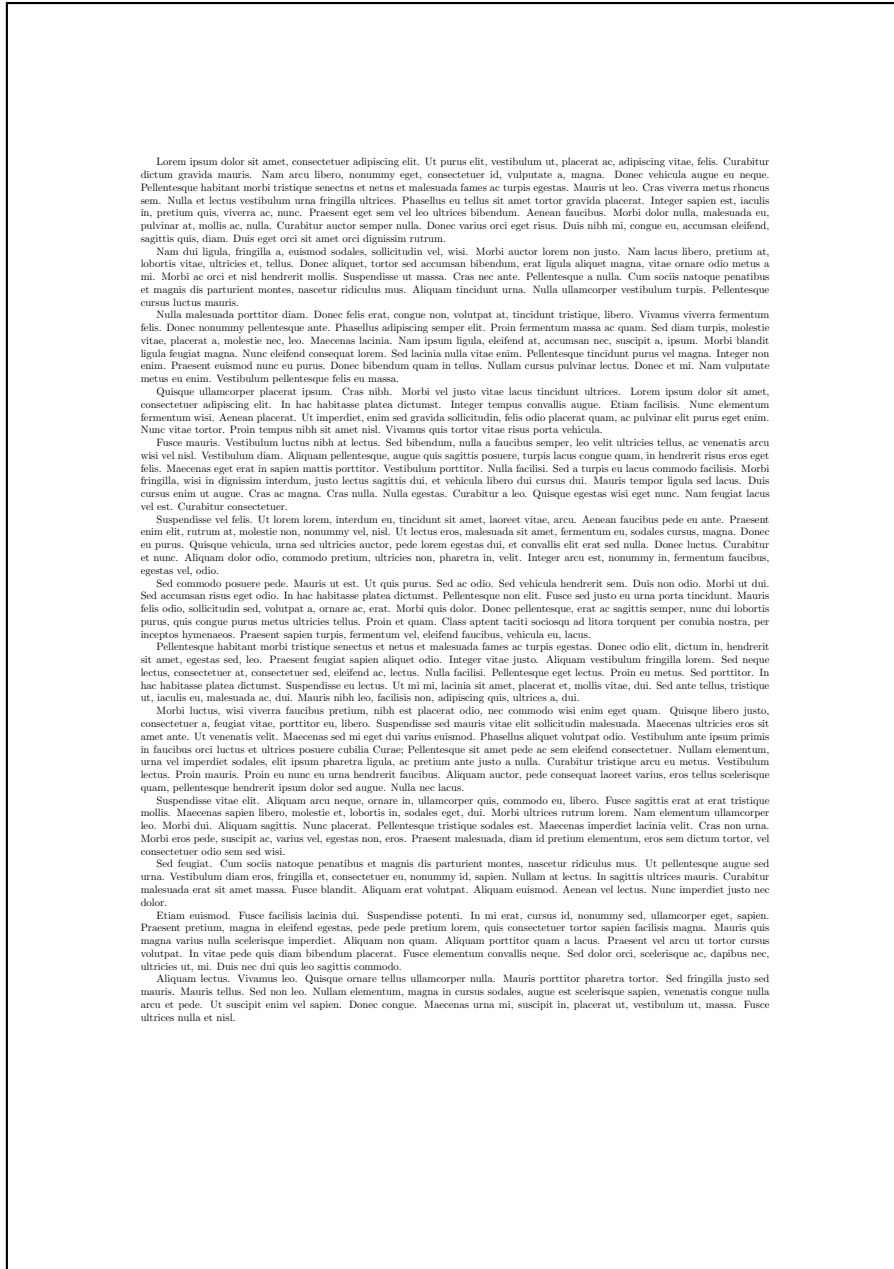 Lorem ipsum dolor sit amet, consectetuer adipiscing elit. Ut purus elit, vestibulum ut, placerat ac, adipiscing vitae, felis. Curabitur
dictum gravida mauris. Nam arcu libero, nonummy eget, consectetuer id, vulputate a, magna. Donec vehicula augue eu neque.
Pellentesque habitant morbi tristique senectus et netus et malesuada fames ac turpis egestas. Mauris ut leo. Cras viverra metus rhoncus
sem. Nulla et lectus vestibulum urna fringilla ultrices. Phasellus eu tellus sit amet tortor gravida placerat. Integer sapien est, iaculis
in, pretium quis, viverra ac, nunc. Praesent eget sem vel leo ultrices bibendum. Aenean faucibus. Morbi dolor nulla, malesuada eu,
pulvinar at, mollis ac, nulla. Curabitur auctor semper nulla. Donec varius orci eget risus. Duis nibh mi, congue eu, accumsan eleifend,
sagittis quis, diam. Duis eget orci sit amet orci dignissim rutrum.
Nam dui ligula, fringilla a, euismod sodales, sollicitudin vel, wisi. Morbi auctor lorem non justo. Nam lacus libero, pretium at,
lobortis vitae, ultricies et, tellus. Donec aliquet, tortor sed accumsan bibendum, erat ligula aliquet magna, vitae ornare odio metus a
mi. Morbi ac orci et nisl hendrerit mollis. Suspendisse ut massa. Cras nec ante. Pellentesque a nulla. Cum sociis natoque penatibus
et magnis dis parturient montes, nascetur ridiculus mus. Aliquam tincidunt urna. Nulla ullamcorper vestibulum turpis. Pellentesque
cursus luctus mauris.
Nulla malesuada porttitor diam. Donec felis erat, congue non, volutpat at, tincidunt tristique, libero. Vivamus viverra fermentum
felis. Donec nonummy pellentesque ante. Phasellus adipiscing semper elit. Proin fermentum massa ac quam. Sed diam turpis, molestie
vitae, placerat a, molestie nec, leo. Maecenas lacinia. Nam ipsum ligula, eleifend at, accumsan nec, suscipit a, ipsum. Morbi blandit
ligula feugiat magna. Nunc eleifend consequat lorem. Sed lacinia nulla vitae enim. Pellentesque tincidunt purus vel magna. Integer non
enim. Praesent euismod nunc eu purus. Donec bibendum quam in tellus. Nullam cursus pulvinar lectus. Donec et mi. Nam vulputate
metus eu enim. Vestibulum pellentesque felis eu massa.
Quisque ullamcorper placerat ipsum. Cras nibh. Morbi vel justo vitae lacus tincidunt ultrices. Lorem ipsum dolor sit amet,
consectetuer adipiscing elit. In hac habitasse platea dictumst. Integer tempus convallis augue. Etiam facilisis. Nunc elementum
fermentum wisi. Aenean placerat. Ut imperdiet, enim sed gravida sollicitudin, felis odio placerat quam, ac pulvinar elit purus eget enim.
Nunc vitae tortor. Proin tempus nibh sit amet nisl. Vivamus quis tortor vitae risus porta vehicula.
Fusce mauris. Vestibulum luctus nibh at lectus. Sed bibendum, nulla a faucibus semper, leo velit ultricies tellus, ac venenatis arcu
wisi vel nisl. Vestibulum diam. Aliquam pellentesque, augue quis sagittis posuere, turpis lacus congue quam, in hendrerit risus eros eget
felis. Maecenas eget erat in sapien mattis porttitor. Vestibulum porttitor. Nulla facilisi. Sed a turpis eu lacus commodo facilisis. Morbi
fringilla, wisi in dignissim interdum, justo lectus sagittis dui, et vehicula libero dui cursus dui. Mauris tempor ligula sed lacus. Duis
cursus enim ut augue. Cras ac magna. Cras nulla. Nulla egestas. Curabitur a leo. Quisque egestas wisi eget nunc. Nam feugiat lacus
vel est. Curabitur consectetuer.
Suspendisse vel felis. Ut lorem lorem, interdum eu, tincidunt sit amet, laoreet vitae, arcu. Aenean faucibus pede eu ante. Praesent
enim elit, rutrum at, molestie non, nonummy vel, nisl. Ut lectus eros, malesuada sit amet, fermentum eu, sodales cursus, magna. Donec
eu purus. Quisque vehicula, urna sed ultricies auctor, pede lorem egestas dui, et convallis elit erat sed nulla. Donec luctus. Curabitur
et nunc. Aliquam dolor odio, commodo pretium, ultricies non, pharetra in, velit. Integer arcu est, nonummy in, fermentum faucibus,
egestas vel, odio.
Sed commodo posuere pede. Mauris ut est. Ut quis purus. Sed ac odio. Sed vehicula hendrerit sem. Duis non odio. Morbi ut dui.
Sed accumsan risus eget odio. In hac habitasse platea dictumst. Pellentesque non elit. Fusce sed justo eu urna porta tincidunt. Mauris
felis odio, sollicitudin sed, volutpat a, ornare ac, erat. Morbi quis dolor. Donec pellentesque, erat ac sagittis semper, nunc dui lobortis
purus, quis congue purus metus ultricies tellus. Proin et quam. Class aptent taciti sociosqu ad litora torquent per conubia nostra, per
inceptos hymenaeos. Praesent sapien turpis, fermentum vel, eleifend faucibus, vehicula eu, lacus.
Pellentesque habitant morbi tristique senectus et netus et malesuada fames ac turpis egestas. Donec odio elit, dictum in, hendrerit
sit amet, egestas sed, leo. Praesent feugiat sapien aliquet odio. Integer vitae justo. Aliquam vestibulum fringilla lorem. Sed neque
lectus, consectetuer at, consectetuer sed, eleifend ac, lectus. Nulla facilisi. Pellentesque eget lectus. Proin eu metus. Sed porttitor. In
hac habitasse platea dictumst. Suspendisse eu lectus. Ut mi mi, lacinia sit amet, placerat et, mollis vitae, dui. Sed ante tellus, tristique
ut, iaculis eu, malesuada ac, dui. Mauris nibh leo, facilisis non, adipiscing quis, ultrices a, dui.
Morbi luctus, wisi viverra faucibus pretium, nibh est placerat odio, nec commodo wisi enim eget quam. Quisque libero justo,
consectetuer a, feugiat vitae, porttitor eu, libero. Suspendisse sed mauris vitae elit sollicitudin malesuada. Maecenas ultricies eros sit
amet ante. Ut venenatis velit. Maecenas sed mi eget dui varius euismod. Phasellus aliquet volutpat odio. Vestibulum ante ipsum primis
in faucibus orci luctus et ultrices posuere cubilia Curae; Pellentesque sit amet pede ac sem eleifend consectetuer. Nullam elementum,
urna vel imperdiet sodales, elit ipsum pharetra ligula, ac pretium ante justo a nulla. Curabitur tristique arcu eu metus. Vestibulum
lectus. Proin mauris. Proin eu nunc eu urna hendrerit faucibus. Aliquam auctor, pede consequat laoreet varius, eros tellus scelerisque
quam, pellentesque hendrerit ipsum dolor sed augue. Nulla nec lacus.
Suspendisse vitae elit. Aliquam arcu neque, ornare in, ullamcorper quis, commodo eu, libero. Fusce sagittis erat at erat tristique
mollis. Maecenas sapien libero, molestie et, lobortis in, sodales eget, dui. Morbi ultrices rutrum lorem. Nam elementum ullamcorper
leo. Morbi dui. Aliquam sagittis. Nunc placerat. Pellentesque tristique sodales est. Maecenas imperdiet lacinia velit. Cras non urna.
Morbi eros pede, suscipit ac, varius vel, egestas non, eros. Praesent malesuada, diam id pretium elementum, eros sem dictum tortor, vel
consectetuer odio sem sed wisi.
Sed feugiat. Cum sociis natoque penatibus et magnis dis parturient montes, nascetur ridiculus mus. Ut pellentesque augue sed
urna. Vestibulum diam eros, fringilla et, consectetuer eu, nonummy id, sapien. Nullam at lectus. In sagittis ultrices mauris. Curabitur
malesuada erat sit amet massa. Fusce blandit. Aliquam erat volutpat. Aliquam euismod. Aenean vel lectus. Nunc imperdiet justo nec
dolor.
Etiam euismod. Fusce facilisis lacinia dui. Suspendisse potenti. In mi erat, cursus id, nonummy sed, ullamcorper eget, sapien.
Praesent pretium, magna in eleifend egestas, pede pede pretium lorem, quis consectetuer tortor sapien facilisis magna. Mauris quis
magna varius nulla scelerisque imperdiet. Aliquam non quam. Aliquam porttitor quam a lacus. Praesent vel arcu ut tortor cursus
volutpat. In vitae pede quis diam bibendum placerat. Fusce elementum convallis neque. Sed dolor orci, scelerisque ac, dapibus nec,
ultricies ut, mi. Duis nec dui quis leo sagittis commodo.
Aliquam lectus. Vivamus leo. Quisque ornare tellus ullamcorper nulla. Mauris porttitor pharetra tortor. Sed fringilla justo sed
mauris. Mauris tellus. Sed non leo. Nullam elementum, magna in cursus sodales, augue est scelerisque sapien, venenatis congue nulla
arcu et pede. Ut suscipit enim vel sapien. Donec congue. Maecenas urna mi, suscipit in, placerat ut, vestibulum ut, massa. Fusce
ultrices nulla et nisl.